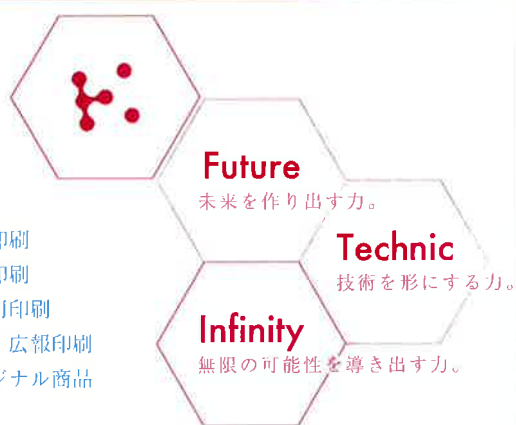 Future
未来を作り出す力。
Technic
技術を形にする力。
Infinity
無限の可能性を導き出す力。
印刷
印刷
印刷
広報印刷
ジナル商品